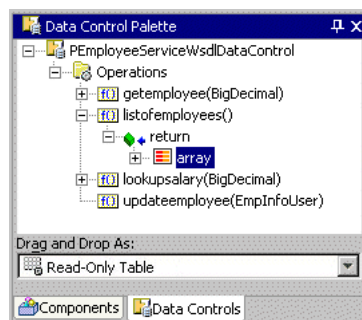 Data Control Palette
PEmployeeServiceWsdlDataControl
Operations
f() getemployee(BigDecimal)
f() listofemployees()
return
array
f() lookupsalary(BigDecimal)
f() updateemployee(EmpInfoUser)
Drag and Drop As:
Read-Only Table
Components Data Controls